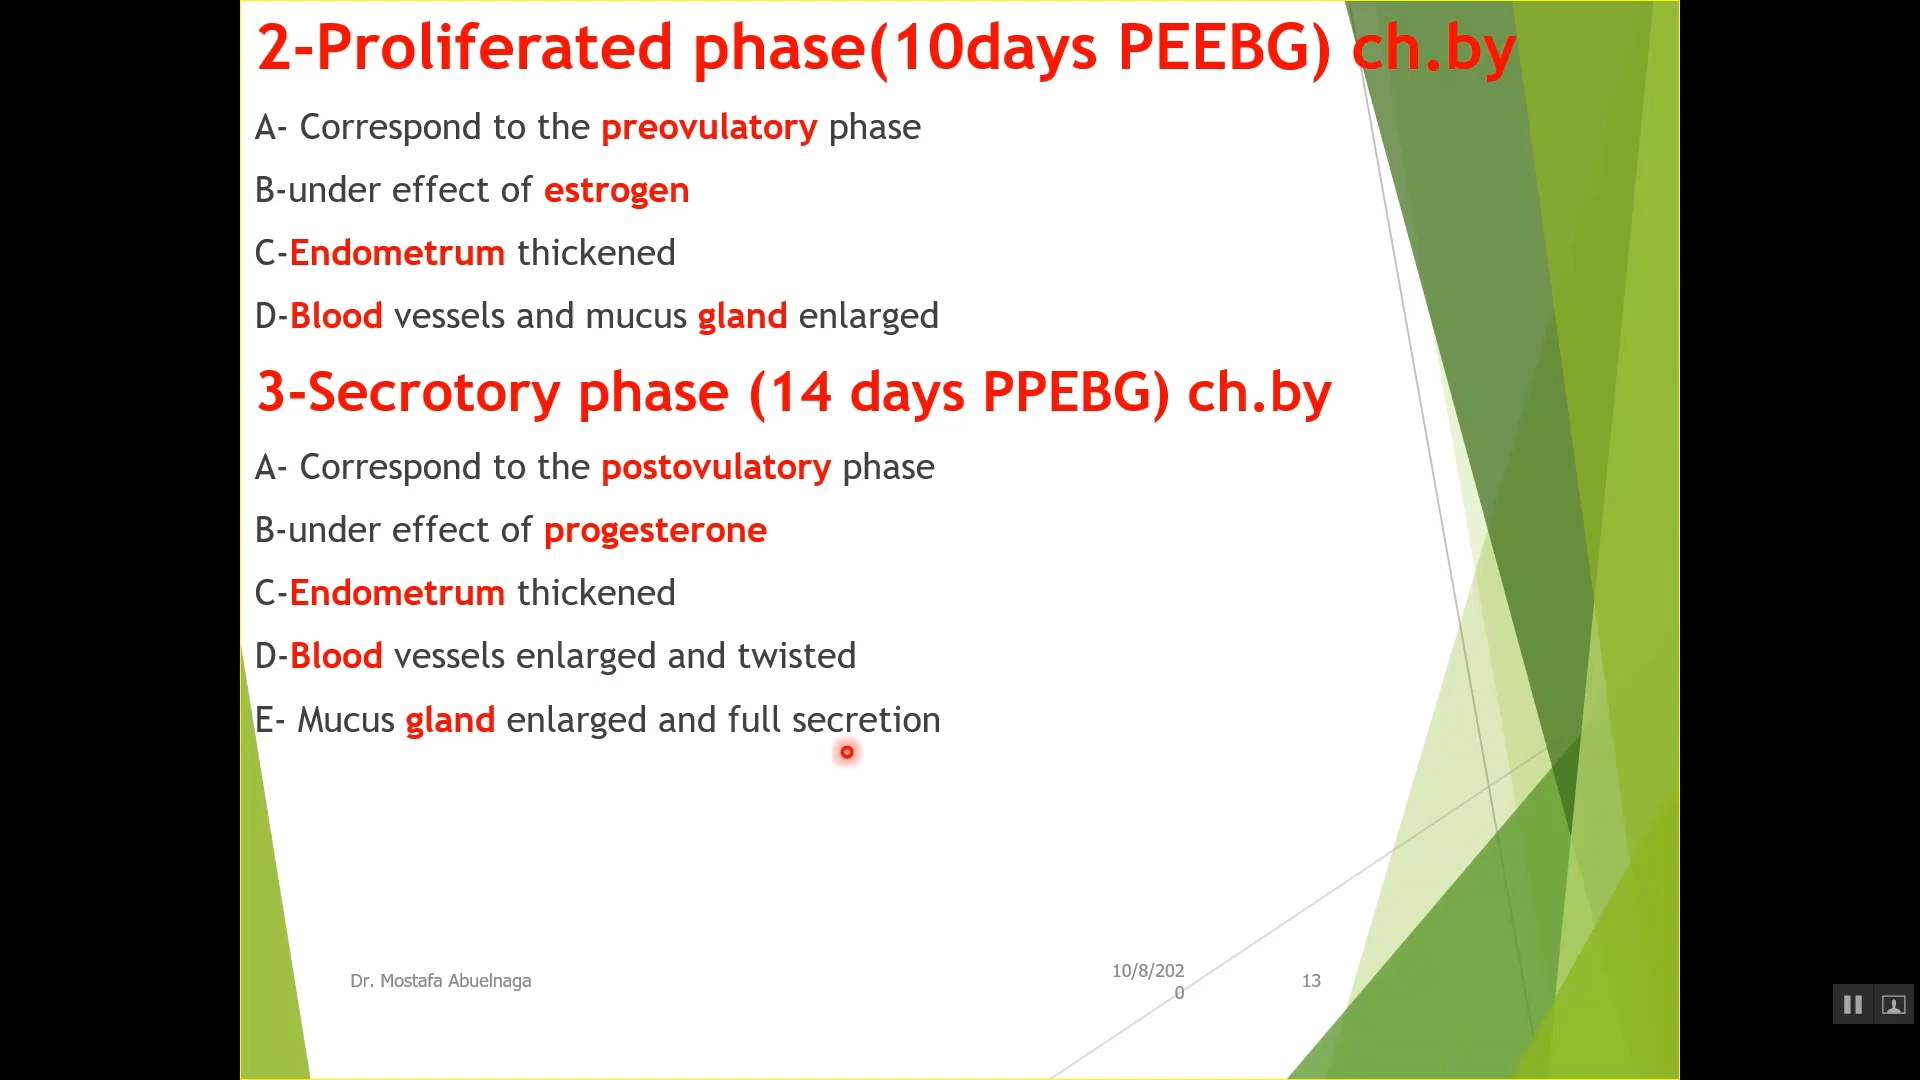 2-Proliferated phase(10days PEEBG) ch.by
A- Correspond to the preovulatory phase
B-under effect of estrogen
C-Endometrum thickened
D-Blood vessels and mucus gland enlarged
3-Secrotory phase (14 days PPEBG) ch.by
A- Correspond to the postovulatory phase
B-under effect of progesterone
C-Endometrum thickened
D-Blood vessels enlarged and twisted
E- Mucus gland enlarged and full secretion
Dr. Mostafa Abuelnaga
10/8/202
0
13